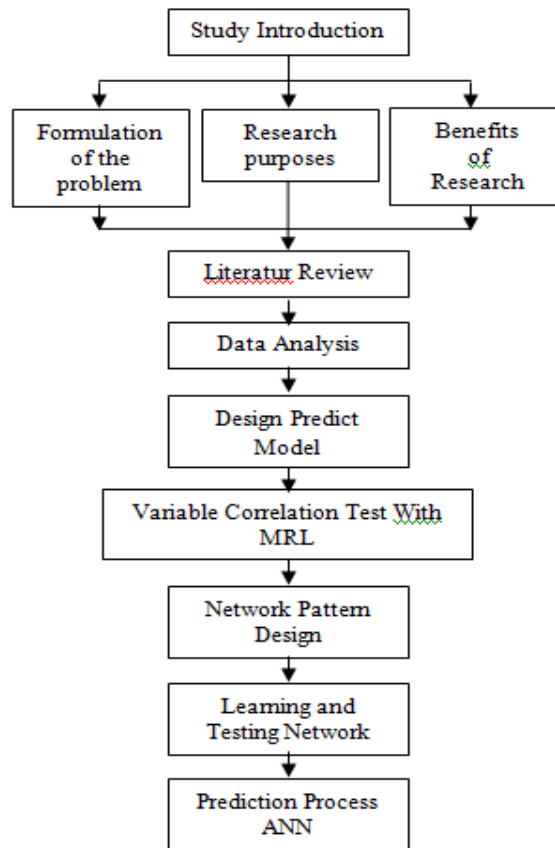 Study Introduction
Formulation
of the
problem
Research
purposes
Benefits
of
Research
Literatur Review
Data Analysis
Design Predict
Model
Variable Correlation Test With
MRL
Network Pattern
Design
Learning and
Testing Network
Prediction Process
ANN